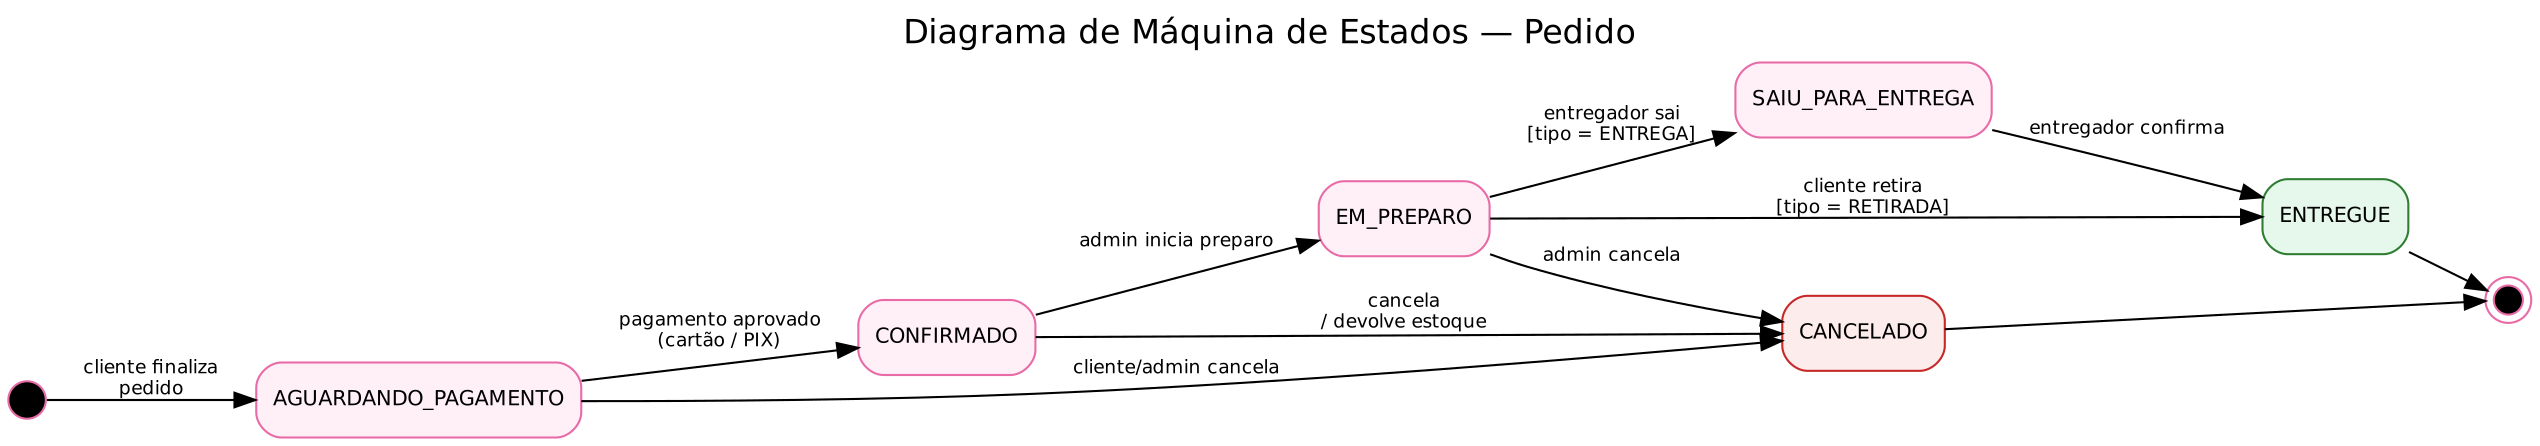 Diagrama de Máquina de Estados — Pedido
cliente finaliza
pedido
AGUARDANDO_PAGAMENTO
pagamento aprovado
(cartão / PIX)
CONFIRMADO
admin inicia preparo
EM_PREPARO
entregador sai
[tipo = ENTREGA]
SAIU_PARA_ENTREGA
entregador confirma
cliente retira
[tipo = RETIRADA]
ENTREGUE
admin cancela
cancela
/ devolve estoque
cliente/admin cancela
CANCELADO